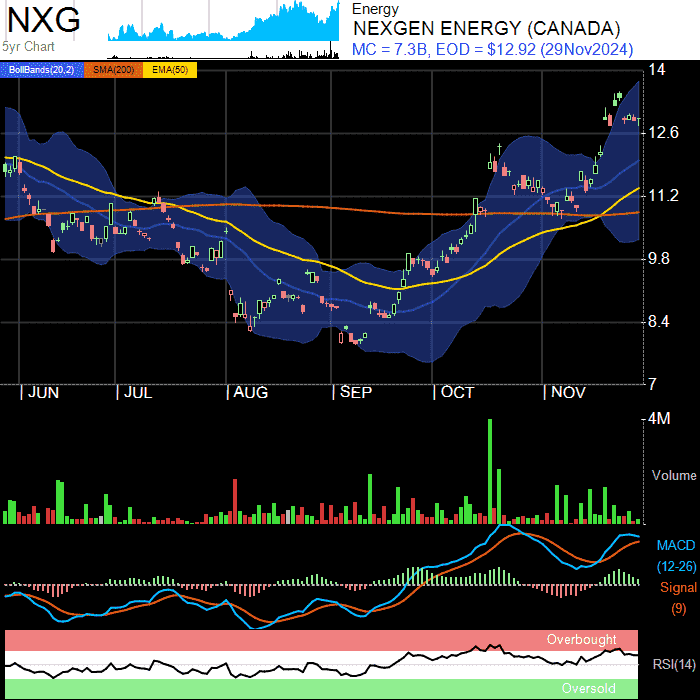 NXG
5yr Chart
Energy
NEXGEN ENERGY (CANADA)
MC = 7.3B, EOD = $12.92 (29Nov2024)
BollBands(20,2) SMA(200) EMA(50)
14
12.6
11.2
9.8
8.4
7
JUN JUL AUG SEP OCT NOV
4M
Volume
MACD
(12-26)
Signal
(9)
Overbought
RSI(14)
Oversold